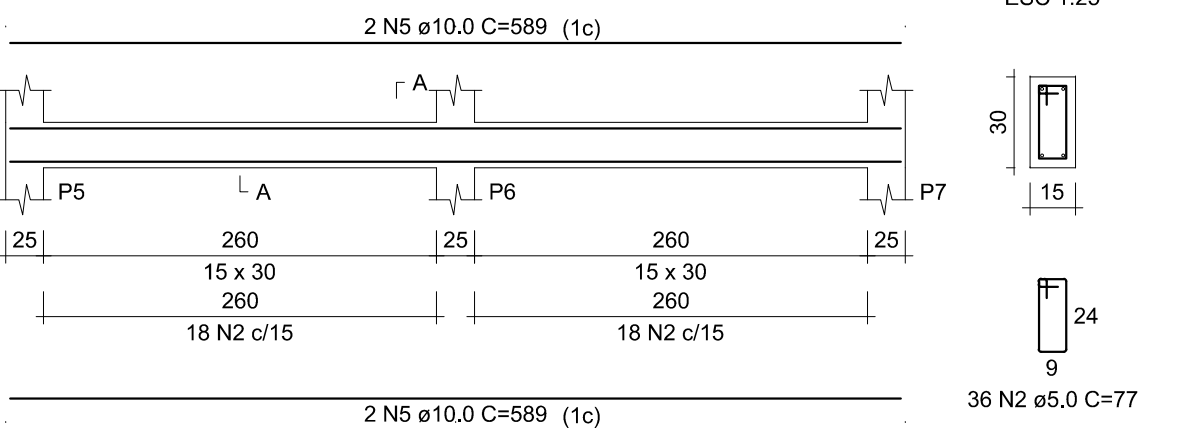 ESC 1:25
2 N5 ø10.0 C=589 (1c)
A
30
P5
A
P6
P7
15
25
260
25
260
25
15 x 30
15 x 30
260
260
18 N2 c/15
18 N2 c/15
24
9
36 N2 ø5.0 C=77
2 N5 ø10.0 C=589 (1c)